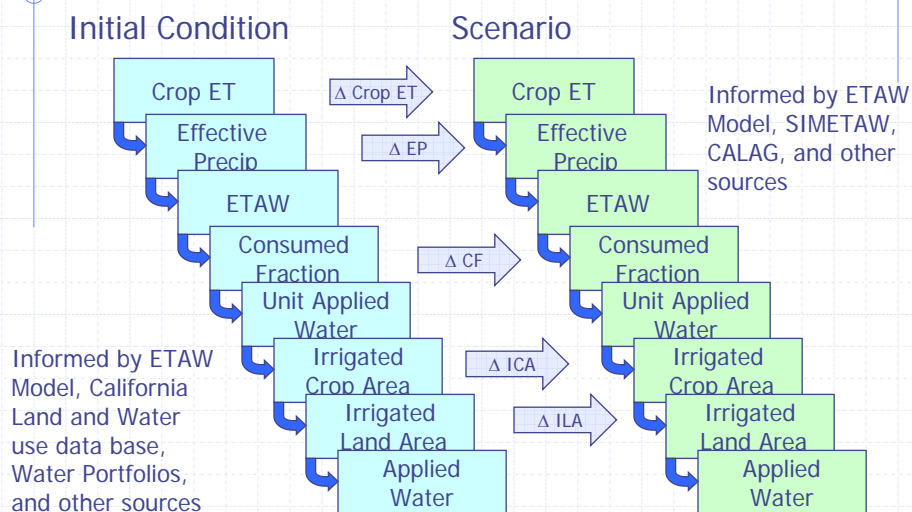 Initial Condition
Scenario
Crop ET
Effective
Precip
ETAW
Consumed
Fraction
Unit Applied
Water
Irrigated
Crop Area
Irrigated
Land Area
Applied
Water
Δ Crop ET
Δ EP
Δ CF
Δ ICA
Δ ILA
Crop ET
Effective
Precip
ETAW
Consumed
Fraction
Unit Applied
Water
Irrigated
Crop Area
Irrigated
Land Area
Applied
Water
Informed by ETAW
Model, SIMETAW,
CALAG, and other
sources
Informed by ETAW
Model, California
Land and Water
use data base,
Water Portfolios,
and other sources